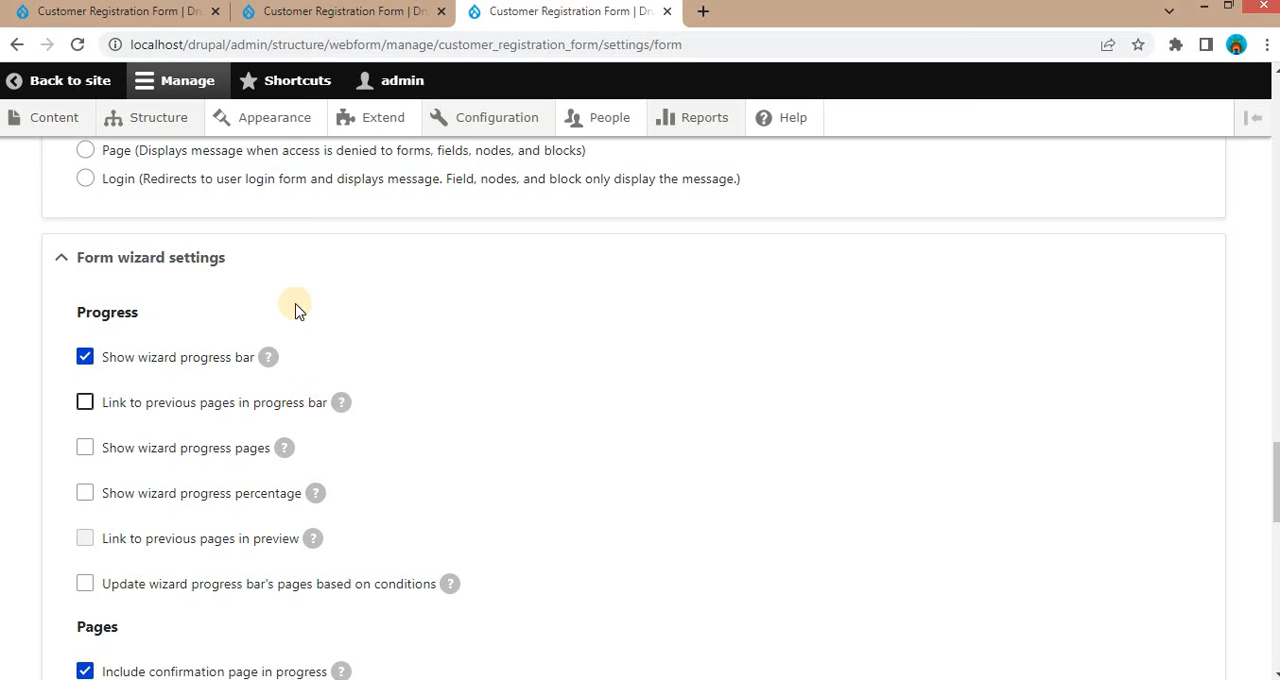 Customer Registration Form | Dr
Customer Registration Form | Dr
Customer Registration Form | D
localhost/drupal/admin/structure/webform/manage/customer_registration_form/settings/form
Back to site
Manage
Shortcuts
admin
Content
Structure
Appearance
Extend
Configuration
People
Reports
Help
Page (Displays message when access is denied to forms, fields, nodes, and blocks)
Login (Redirects to user login form and displays message. Field, nodes, and block only display the message.)
Form wizard settings
Progress
Show wizard progress bar ?
Link to previous pages in progress bar ?
Show wizard progress pages ?
Show wizard progress percentage ?
Link to previous pages in preview ?
Update wizard progress bar's pages based on conditions ?
Pages
Include confirmation page in progress ?